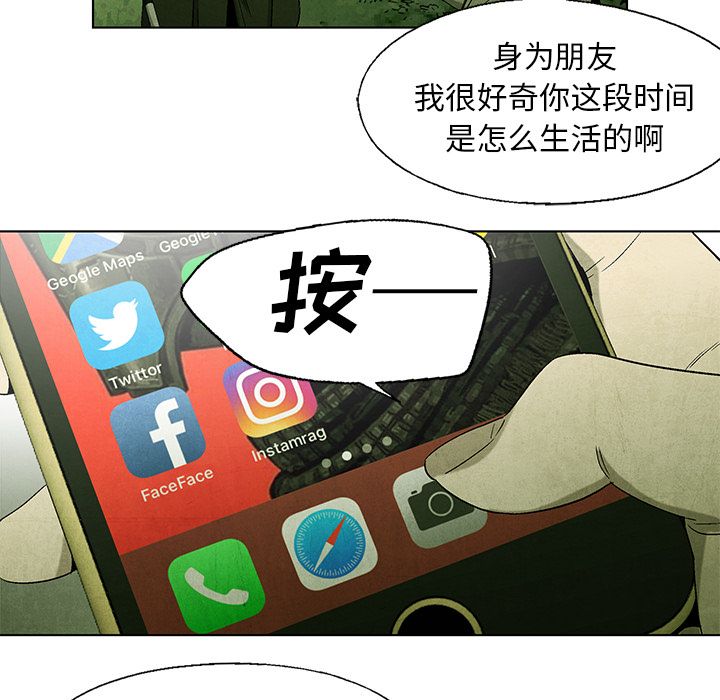 身为朋友
我很好奇你这段时间
是怎么生活的啊
Google Maps
按一
Twittor
Instamrag
FaceFace